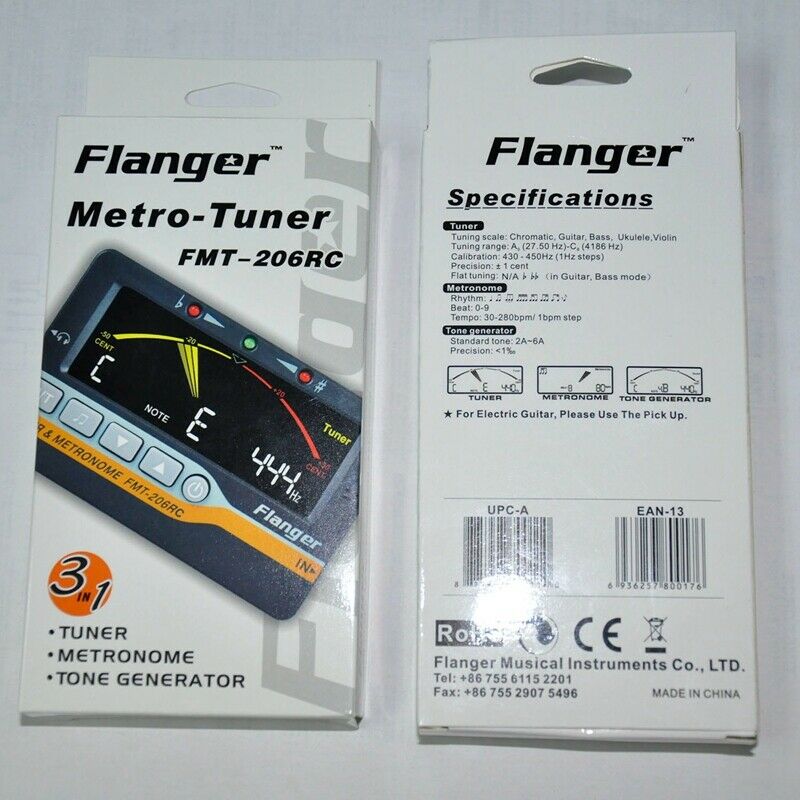 Flanger™
Metro-Tuner
FMT-206RC
-50
CENT
-20
+20
CENT
C
NOTE
E
444
Hz
Tuner
& METRONOME FMT-206RC
Flanger
IN
3 IN 1
•TUNER
•METRONOME
•TONE GENERATOR
Flanger
Flanger™
Specifications
Tuner
Tuning scale: Chromatic, Guitar, Bass, Ukulele,Violin
Tuning range: A₀ (27.50 Hz)-C₈ (4186 Hz)
Calibration: 430 - 450Hz (1Hz steps)
Precision: ± 1 cent
Flat tuning: N/A ♭ ♭♭ (in Guitar, Bass mode)
Metronome
Rhythm:
Beat: 0-9
Tempo: 30-280bpm/ 1bpm step
Tone generator
Standard tone: 2A~6A
Precision: <1‰
TUNER METRONOME TONE GENERATOR
★ For Electric Guitar, Please Use The Pick Up.
UPC-A EAN-13
6 936257 800176
RoHS CE
Flanger Musical Instruments Co., LTD.
Tel: +86 755 6115 2201
Fax: +86 755 2907 5496 MADE IN CHINA